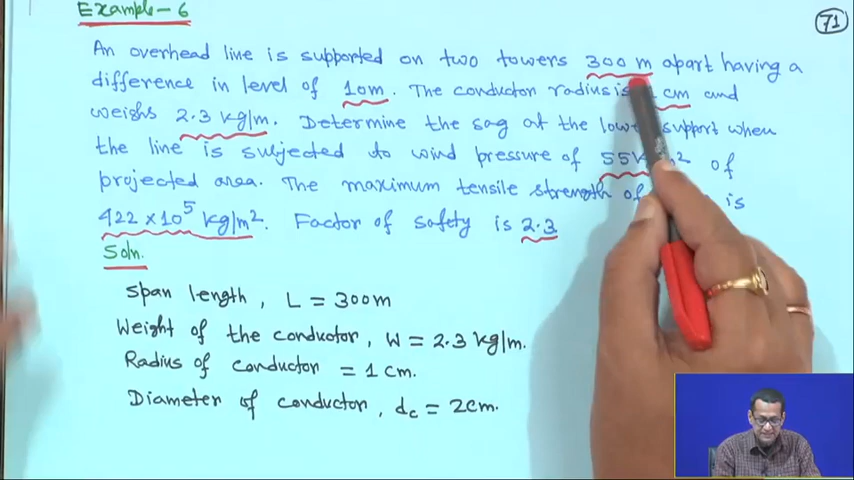 Example-6
71
An overhead line is supported on two towers 300 m apart having a
difference in level of 10m. The conductor radius is cm and
weighs 2.3 kg/m. Determine the sag at the lower support when
the line is subjected to wind pressure of 55 of
projected area. The maximum tensile strength of is
422 ×10⁵ kg/m². Factor of safety is 2.3
Soln.
Span length, L = 300m
Weight of the conductor, W = 2.3 kg/m.
Radius of conductor = 1 cm.
Diameter of conductor, dc = 2cm.